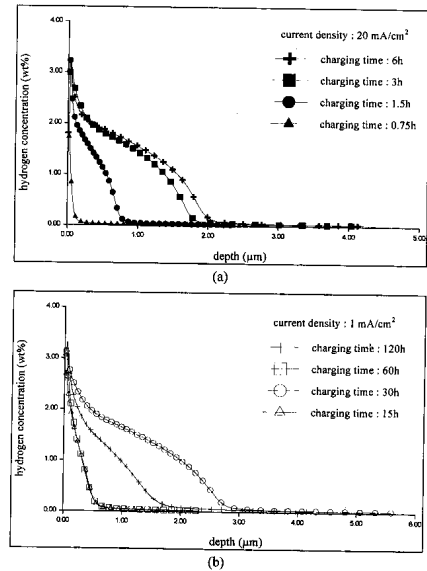 4.00
3.00
2.00
1.00
0.00
hydrogen concentration (wt%)
current density : 20 mA/cm²
charging time : 6h
charging time : 3h
charging time : 1.5h
charging time : 0.75h
0.00 1.00 2.00 3.00 4.00 5.00
depth (µm)
(a)
4.00
3.00
2.00
1.00
0.00
hydrogen concentration (wt%)
current density : 1 mA/cm²
charging time : 120h
charging time : 60h
charging time : 30h
charging time : 15h
0.00 1.00 2.00 3.00 4.00 5.00 6.00
depth (µm)
(b)